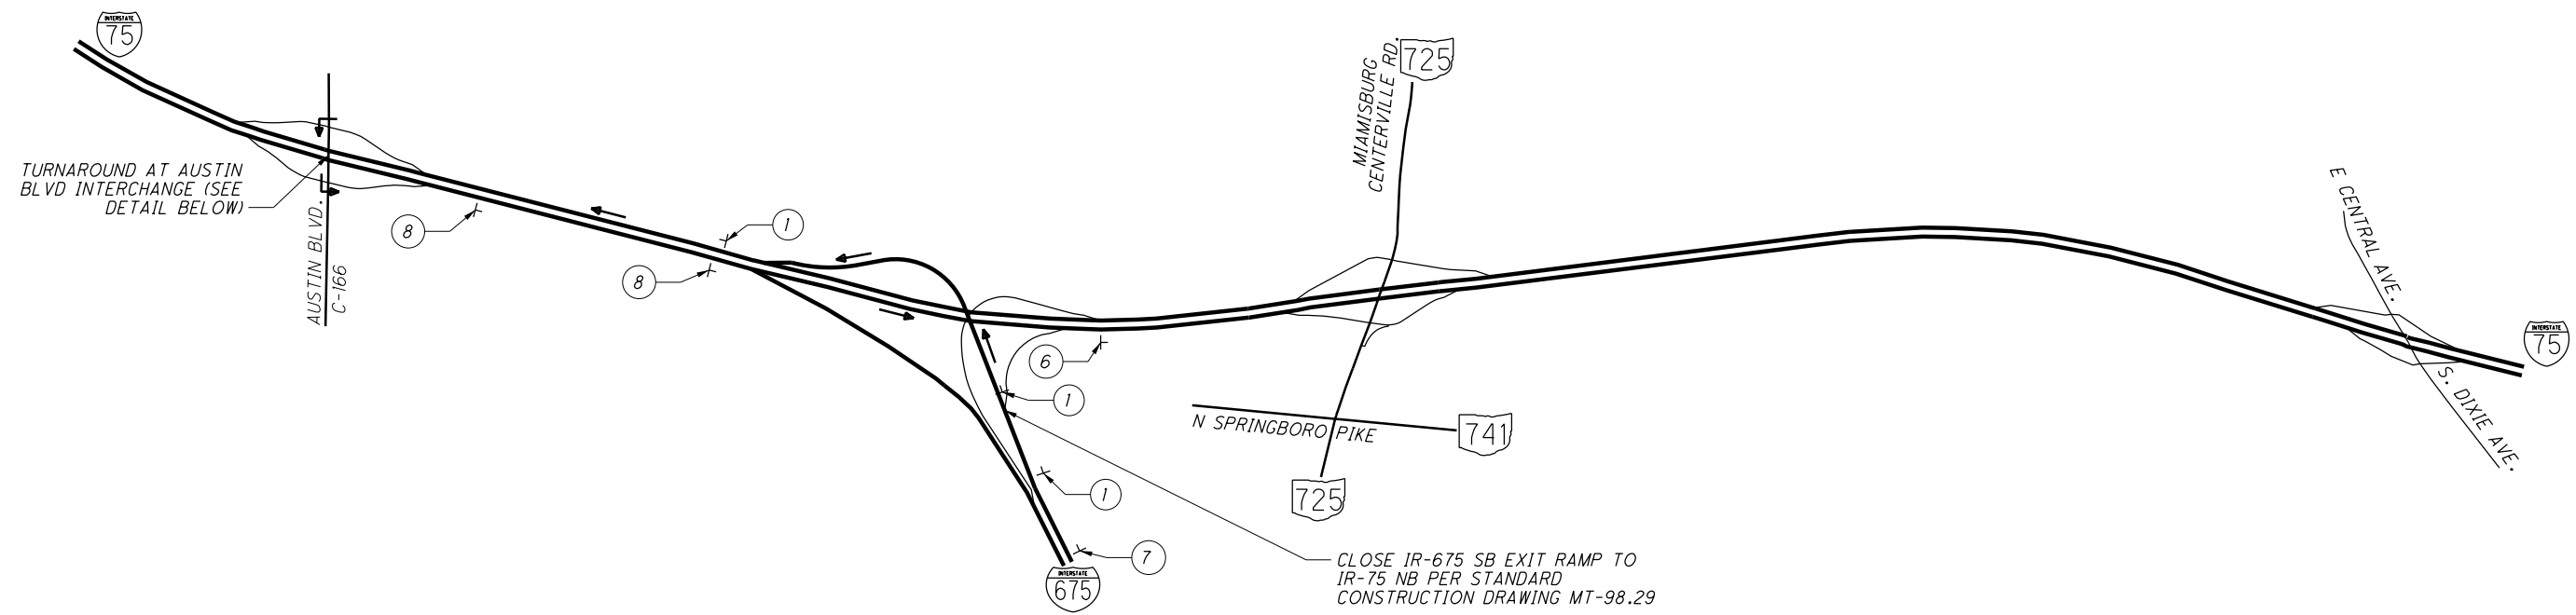 INTERSTATE
75
TURNAROUND AT AUSTIN
BLVD INTERCHANGE (SEE
DETAIL BELOW)
AUSTIN BLVD.
C-166
8
8
1
6
1
1
7
INTERSTATE
675
CLOSE IR-675 SB EXIT RAMP TO
IR-75 NB PER STANDARD
CONSTRUCTION DRAWING MT-98.29
MIAMISBURG
CENTERVILLE RD.
725
N SPRINGBORO PIKE
741
725
E CENTRAL AVE.
S. DIXIE AVE.
INTERSTATE
75